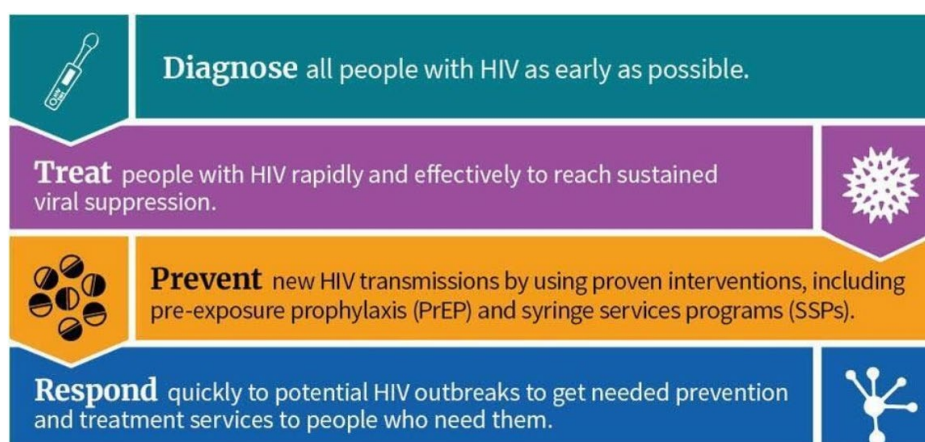 Diagnose all people with HIV as early as possible.
Treat people with HIV rapidly and effectively to reach sustained
viral suppression.
Prevent new HIV transmissions by using proven interventions, including
pre-exposure prophylaxis (PrEP) and syringe services programs (SSPs).
Respond quickly to potential HIV outbreaks to get needed prevention
and treatment services to people who need them.